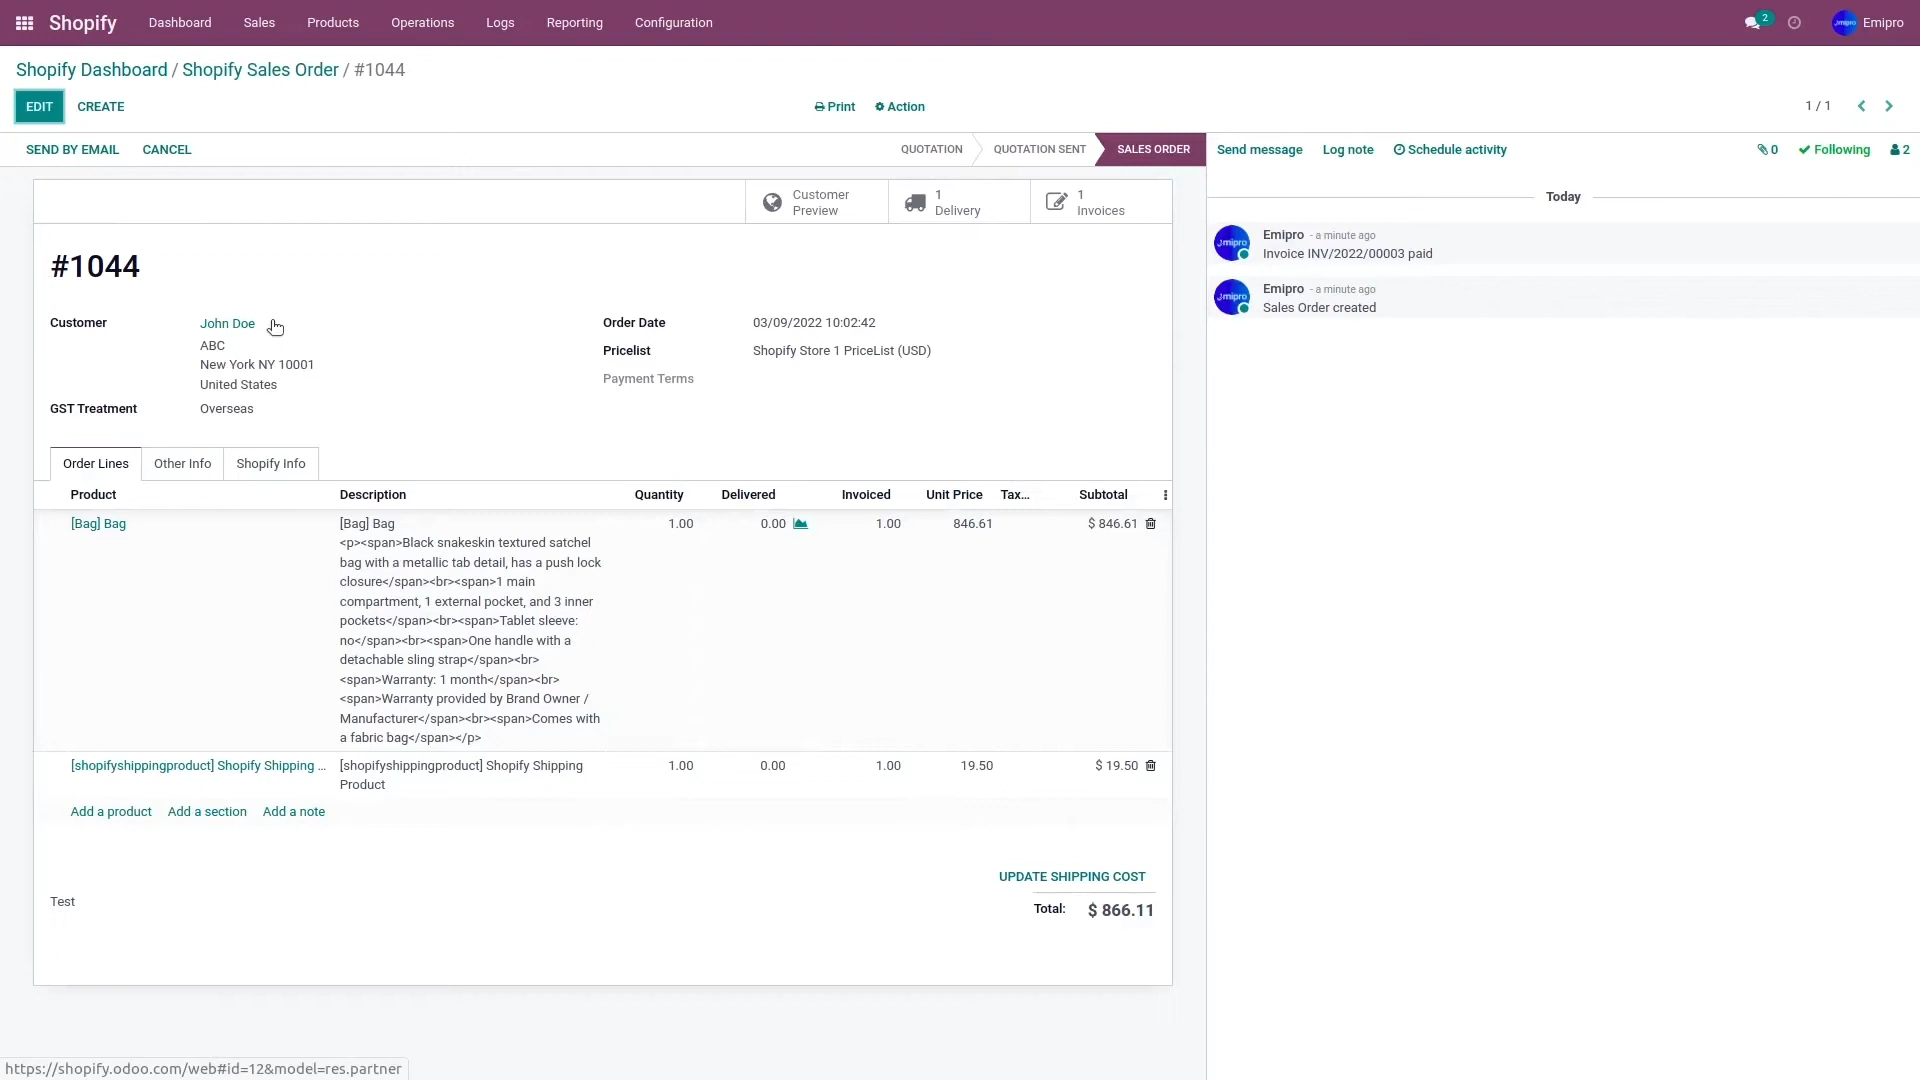 Shopify Dashboard Sales Products Operations Logs Reporting Configuration 2 Emipro
Shopify Dashboard / Shopify Sales Order / #1044
EDIT CREATE Print Action 1 / 1
SEND BY EMAIL CANCEL QUOTATION QUOTATION SENT SALES ORDER Send message Log note Schedule activity 0 Following 2
Customer Preview
1 Delivery
1 Invoices
Today
Emipro - a minute ago
Invoice INV/2022/00003 paid
Emipro - a minute ago
Sales Order created
#1044
Customer John Doe
ABC
New York NY 10001
United States
GST Treatment Overseas
Order Date 03/09/2022 10:02:42
Pricelist Shopify Store 1 PriceList (USD)
Payment Terms
Order Lines Other Info Shopify Info
Product Description Quantity Delivered Invoiced Unit Price Tax... Subtotal
[Bag] Bag [Bag] Bag 1.00 0.00 1.00 846.61 $ 846.61
<p><span>Black snakeskin textured satchel
bag with a metallic tab detail, has a push lock
closure</span><br><span>1 main
compartment, 1 external pocket, and 3 inner
pockets</span><br><span>Tablet sleeve:
no</span><br><span>One handle with a
detachable sling strap</span><br>
<span>Warranty: 1 month</span><br>
<span>Warranty provided by Brand Owner /
Manufacturer</span><br><span>Comes with
a fabric bag</span></p>
[shopifyshippingproduct] Shopify Shipping ... [shopifyshippingproduct] Shopify Shipping 1.00 0.00 1.00 19.50 $ 19.50
Product
Add a product Add a section Add a note
UPDATE SHIPPING COST
Test
Total: $ 866.11
https://shopify.odoo.com/web#id=12&model=res.partner